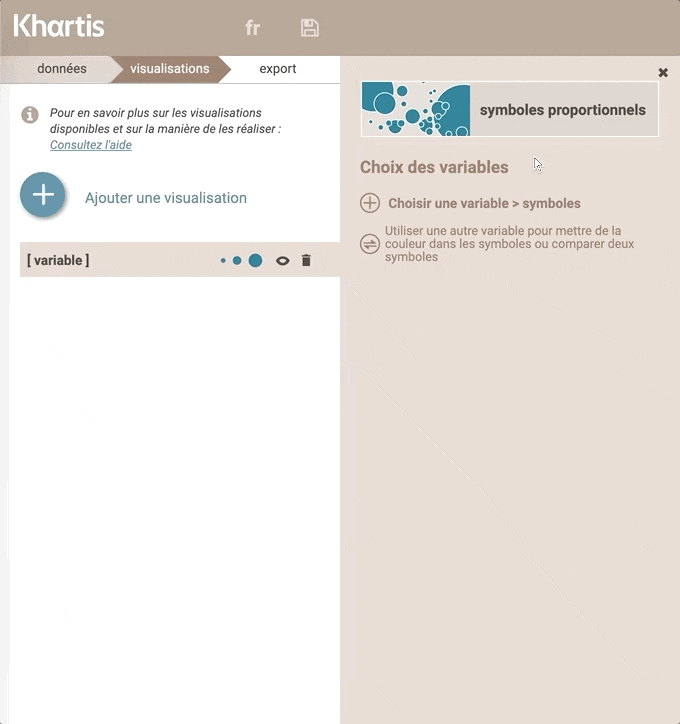 Khartis
fr
données
visualisations
export
Pour en savoir plus sur les visualisations
disponibles et sur la manière de les réaliser :
Consultez l'aide
Ajouter une visualisation
[ variable ]
symboles proportionnels
Choix des variables
Choisir une variable > symboles
Utiliser une autre variable pour mettre de la
couleur dans les symboles ou comparer deux
symboles